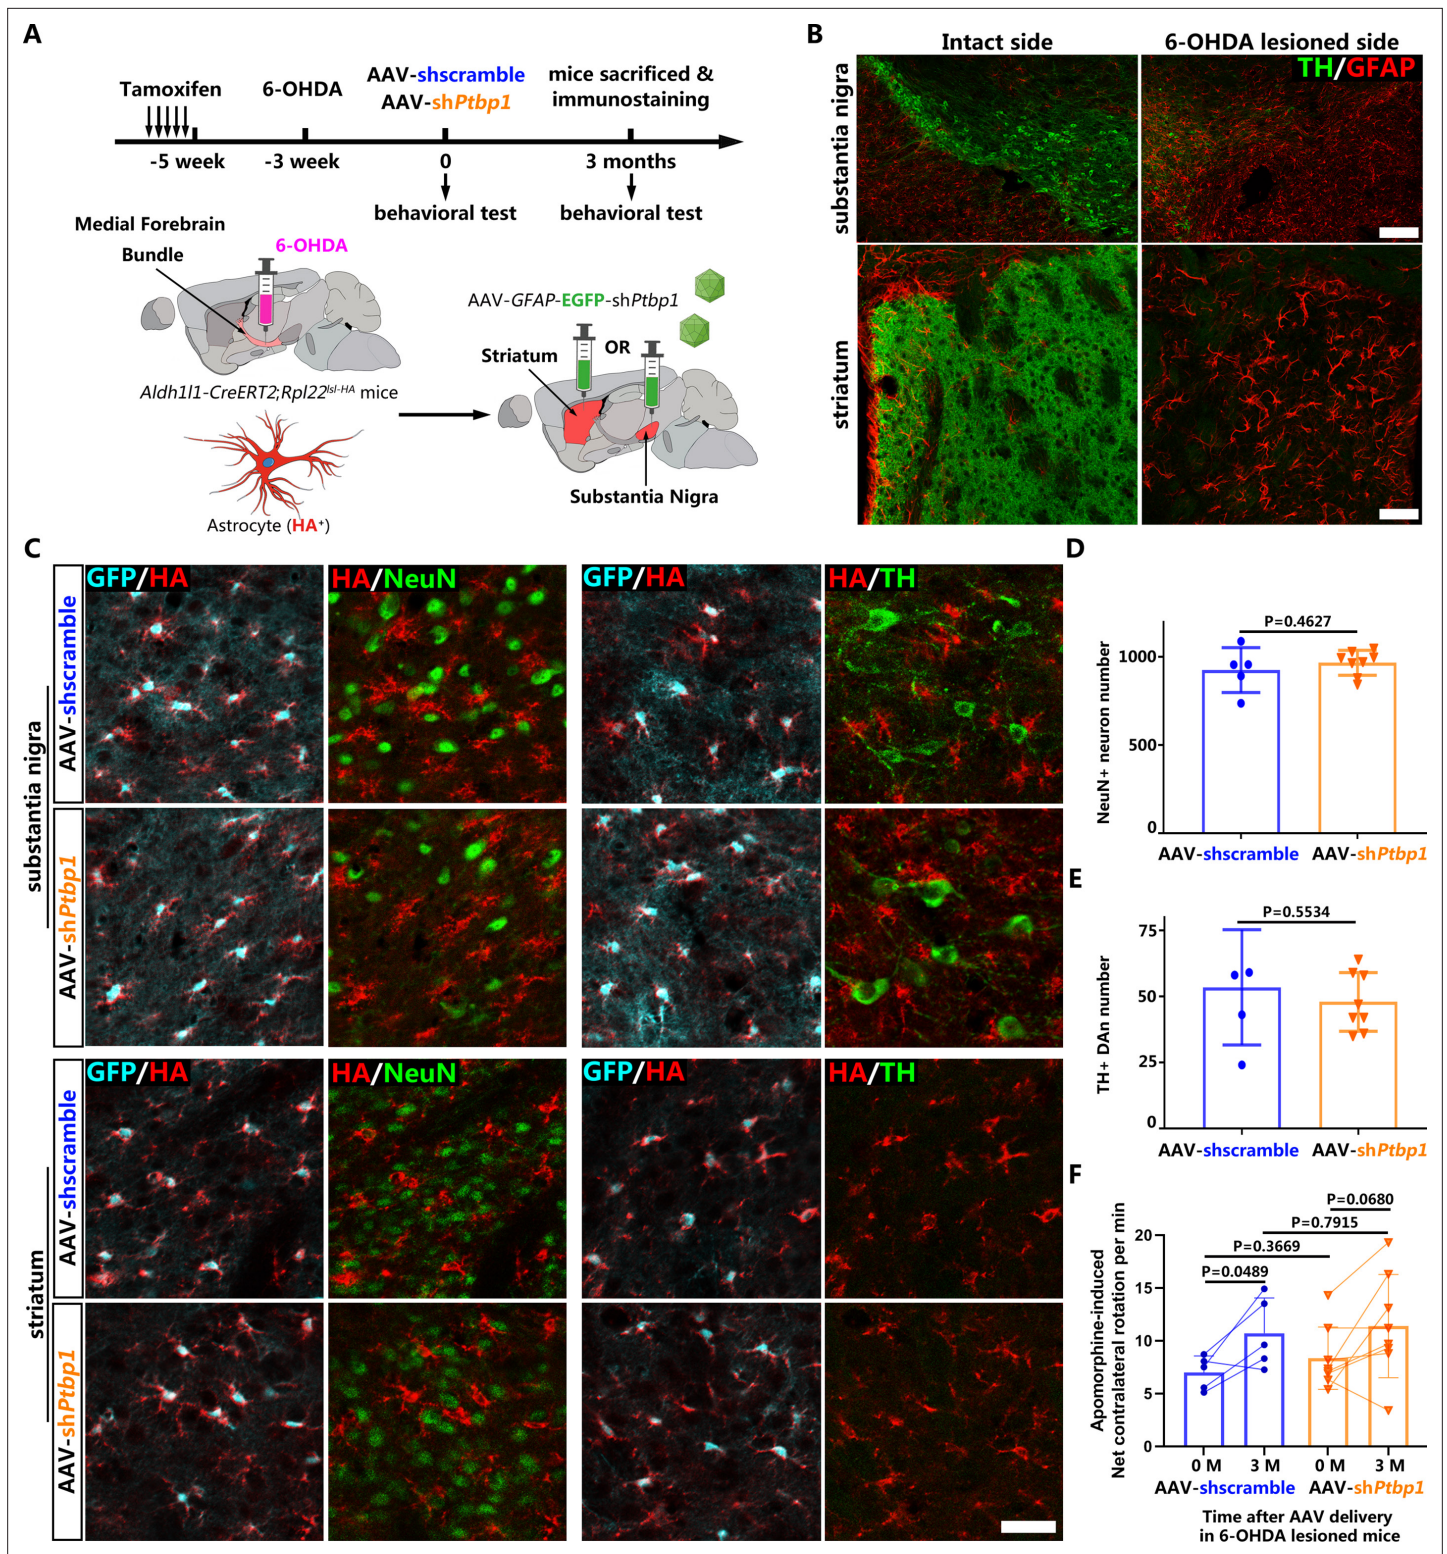 A
Tamoxifen
6-OHDA
AAV-shscramble
AAV-shPtbp1
mice sacrificed &
immunostaining
-5 week
-3 week
0
3 months
behavioral test
behavioral test
Medial Forebrain
Bundle
6-OHDA
AAV-GFAP-EGFP-shPtbp1
Striatum
OR
Aldh1l1-CreERT2;Rpl22lsl-HA mice
Substantia Nigra
Astrocyte (HA+)
B
Intact side
6-OHDA lesioned side
TH/GFAP
substantia nigra
striatum
C
GFP/HA
HA/NeuN
GFP/HA
HA/TH
substantia nigra
AAV-shscramble
AAV-shPtbp1
GFP/HA
HA/NeuN
GFP/HA
HA/TH
striatum
AAV-shscramble
AAV-shPtbp1
D
P=0.4627
NeuN+ neuron number
1000
500
0
AAV-shscramble
AAV-shPtbp1
E
P=0.5534
TH+ DAn number
75
50
25
0
AAV-shscramble
AAV-shPtbp1
F
P=0.0680
P=0.7915
P=0.3669
P=0.0489
Apomorphine-induced
Net contralateral rotation per min
20
15
10
5
0
0 M
3 M
0 M
3 M
AAV-shscramble
AAV-shPtbp1
Time after AAV delivery
in 6-OHDA lesioned mice